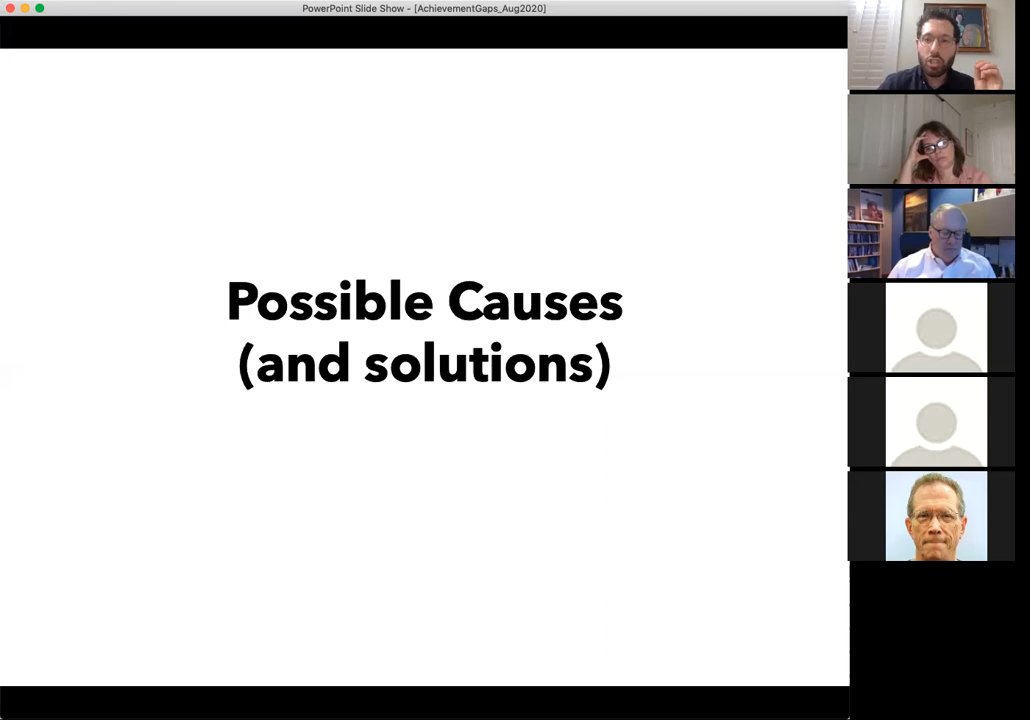 PowerPoint Slide Show - [AchievementGaps_Aug2020]
Possible Causes
(and solutions)